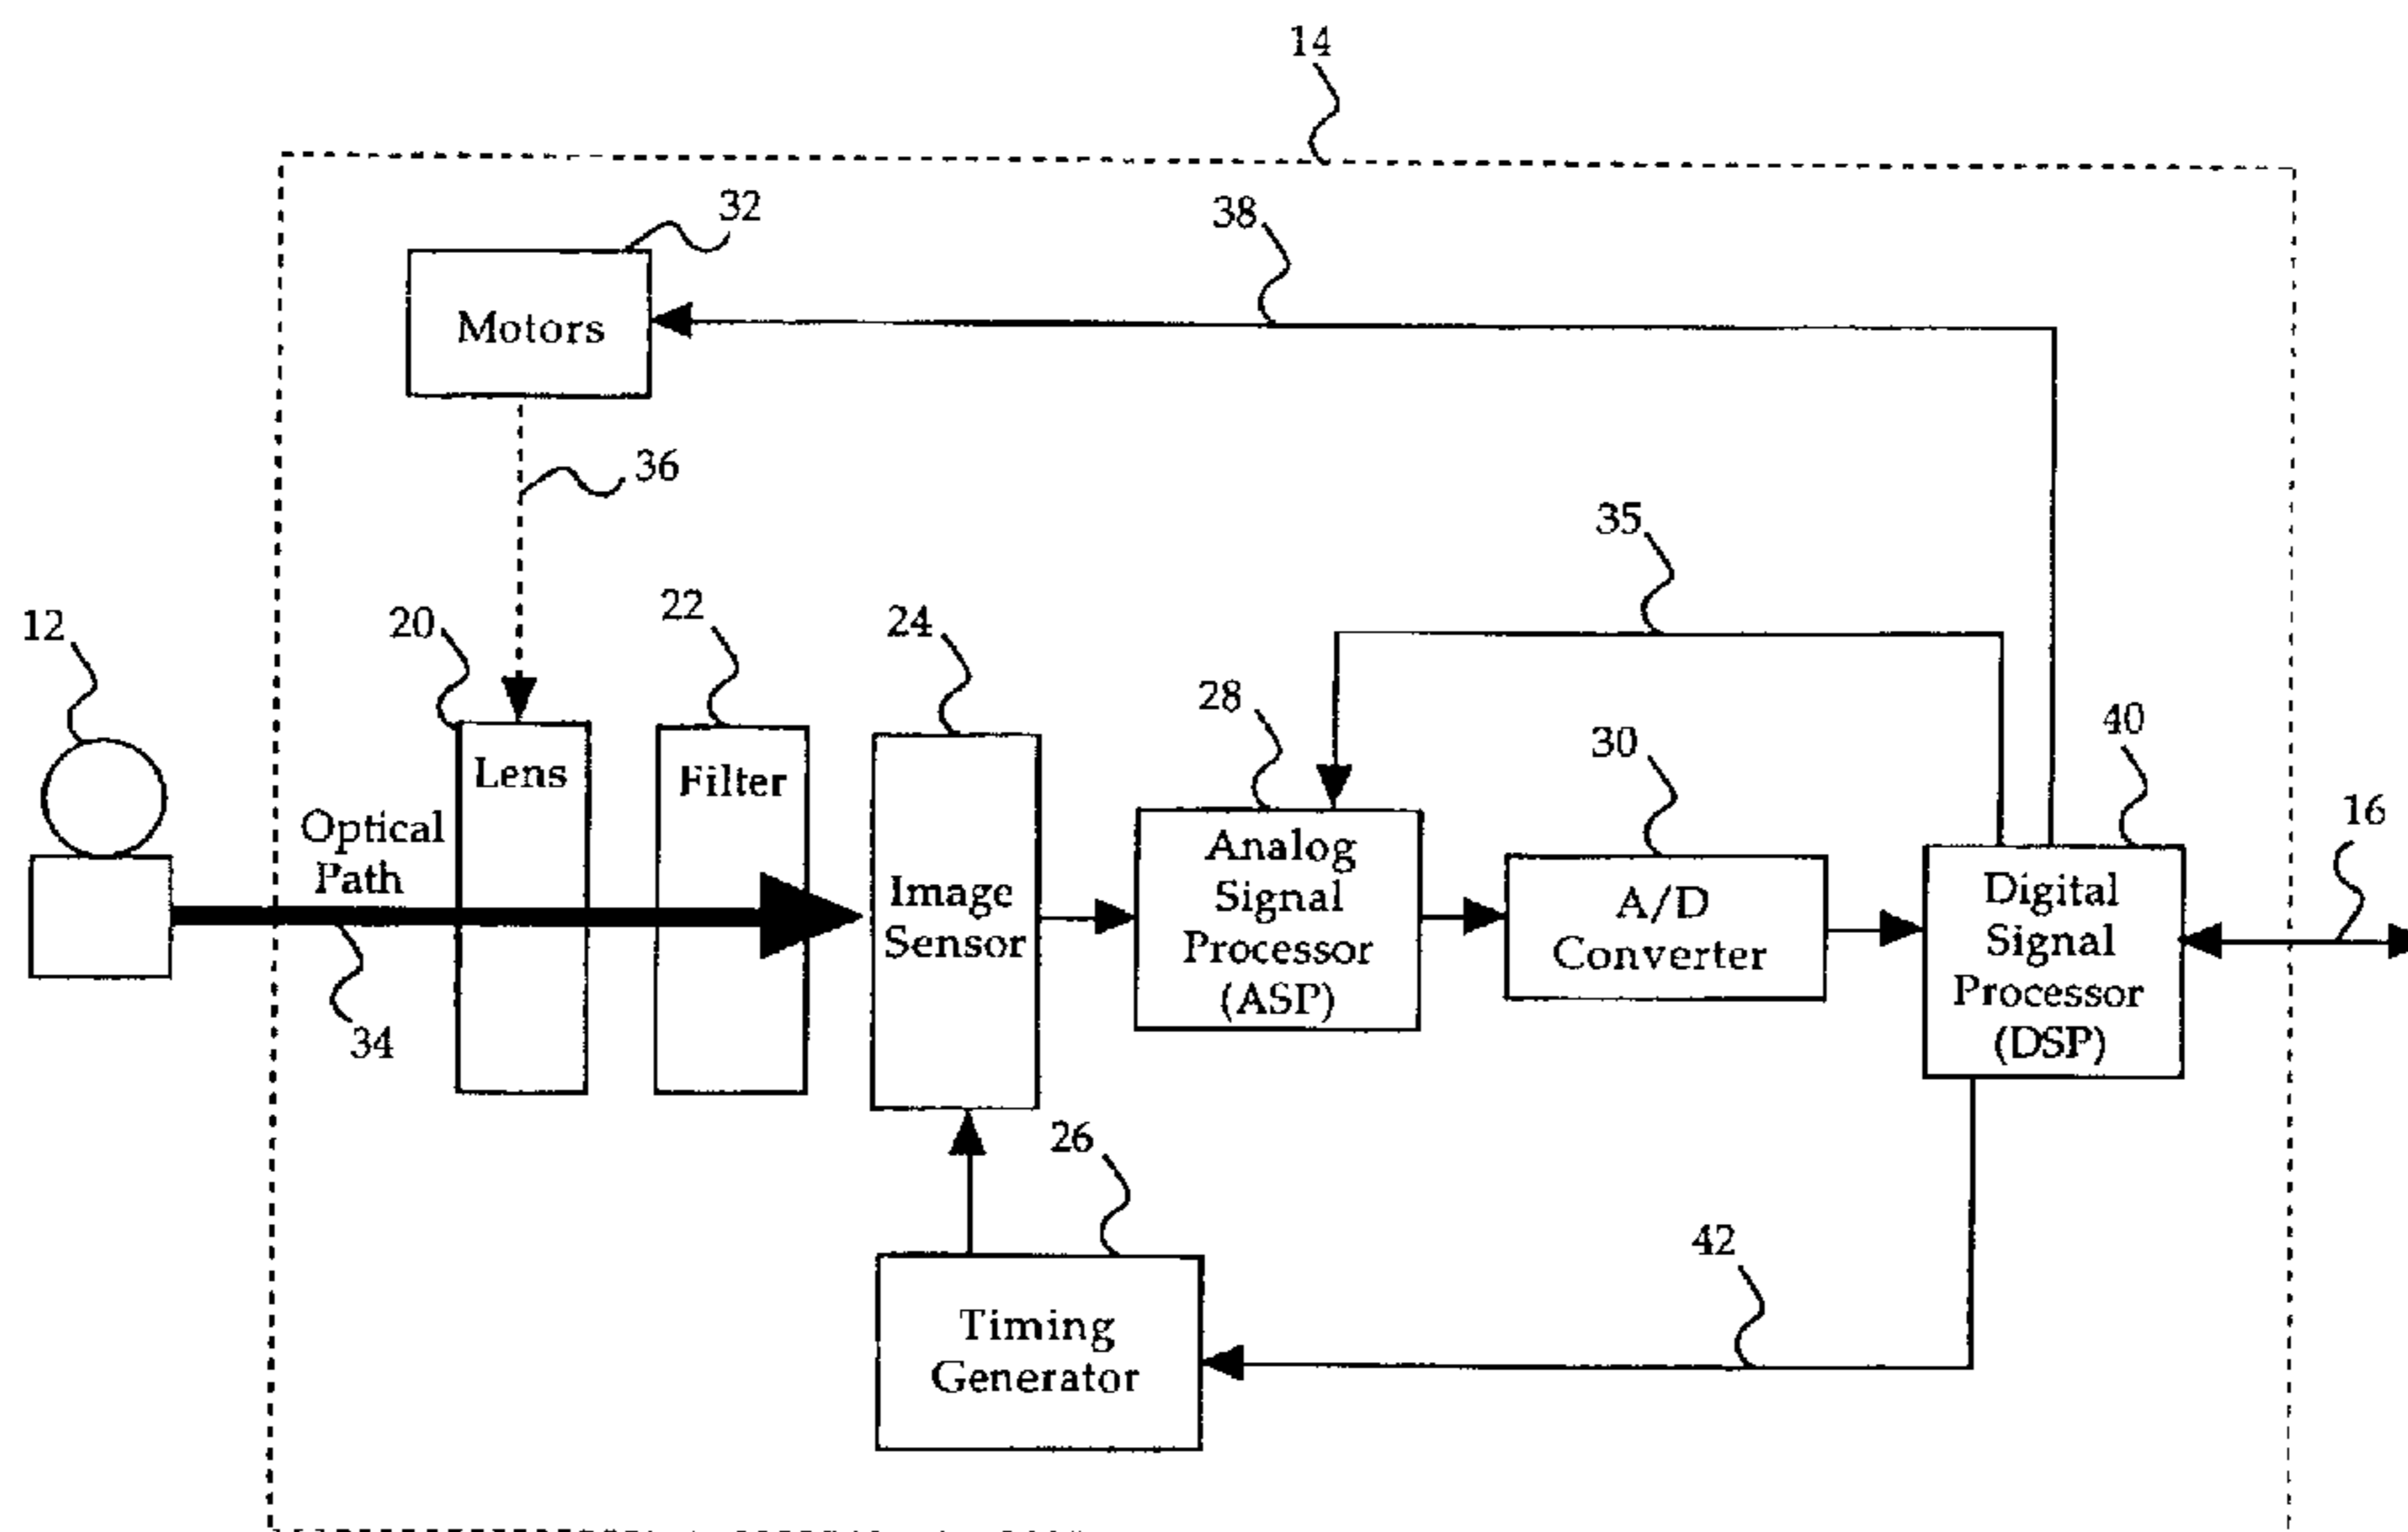 14
32
38
Motors
36
35
12
20
22
24
28
30
40
16
Lens
Filter
Optical
Path
Image
Sensor
Analog
Signal
Processor
(ASP)
A/D
Converter
Digital
Signal
Processor
(DSP)
34
26
42
Timing
Generator